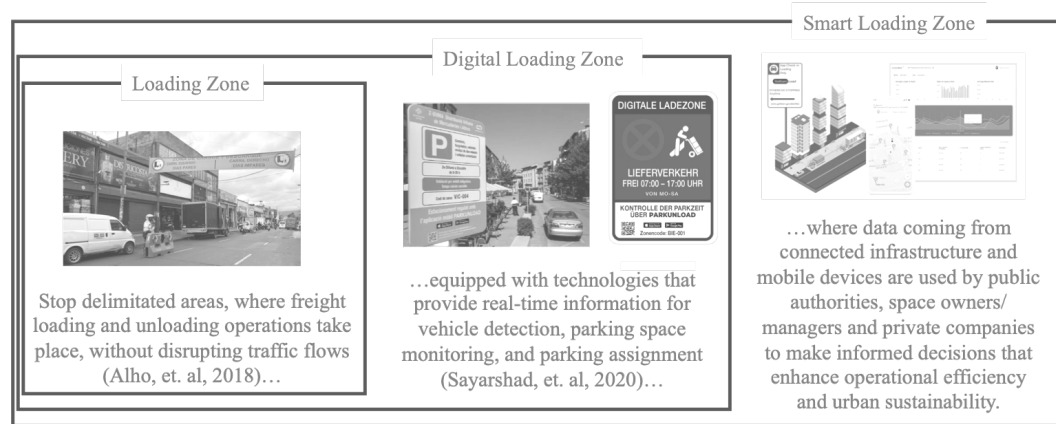 Smart Loading Zone
Digital Loading Zone
Loading Zone
Stop delimitated areas, where freight
loading and unloading operations take
place, without disrupting traffic flows
(Alho, et. al, 2018)…
P
DIGITALE LADEZONE
LIEFERVERKEHR
FREI 07:00 – 17:00 UHR
VON MO-SA
KONTROLLE DER PARKZEIT
ÜBER PARKUNLOAD
Zonencode: BIE-001
…equipped with technologies that
provide real-time information for
vehicle detection, parking space
monitoring, and parking assignment
(Sayarshad, et. al, 2020)…
…where data coming from
connected infrastructure and
mobile devices are used by public
authorities, space owners/
managers and private companies
to make informed decisions that
enhance operational efficiency
and urban sustainability.